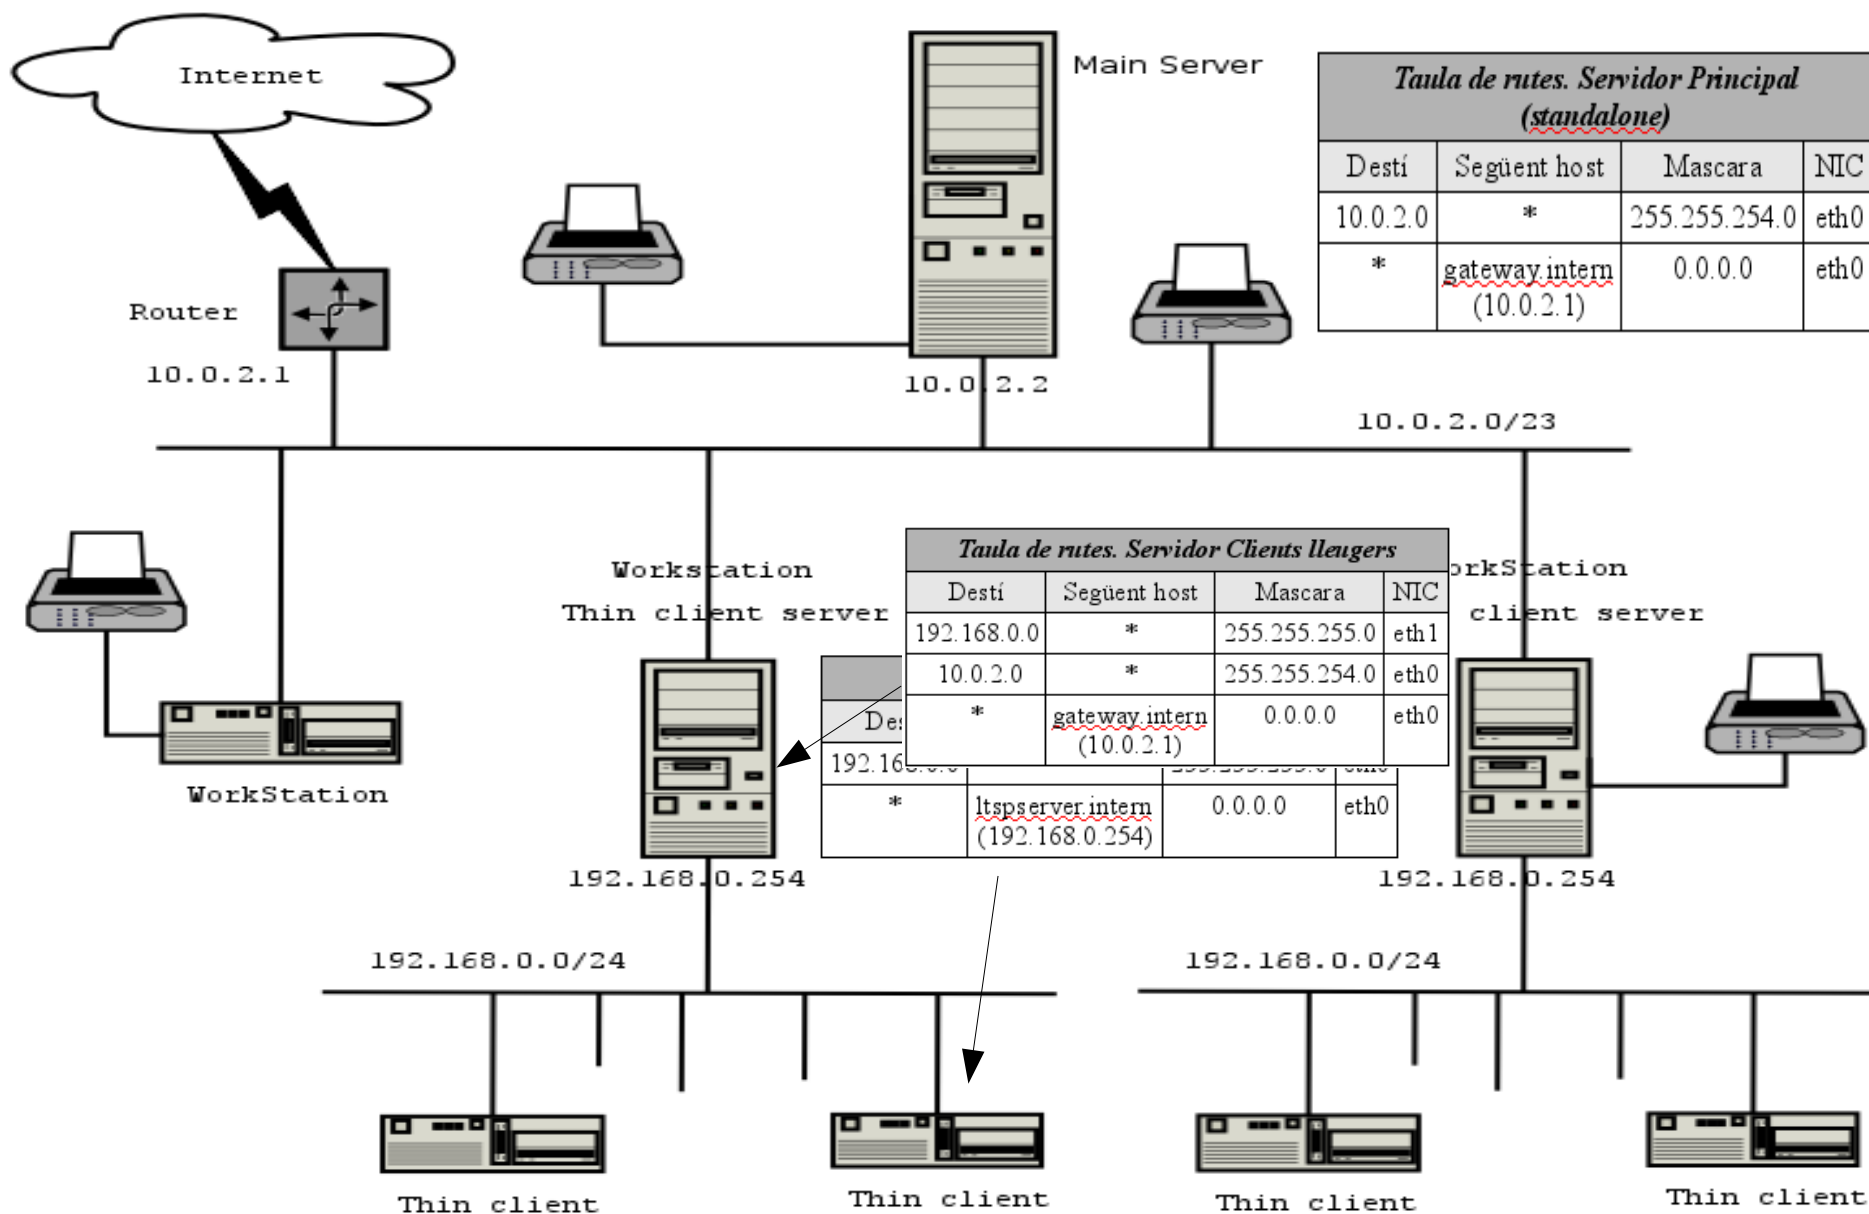 Internet
Main Server
Taula de rutes. Servidor Principal
(standalone)
Destí Següent host Mascara NIC
10.0.2.0 * 255.255.254.0 eth0
* gateway.intern 0.0.0.0 eth0
(10.0.2.1)
Router
10.0.2.1
10.0.2.2
10.0.2.0/23
Workstation
Thin client server
Taula de rutes. Servidor Clients lleugers
Destí Següent host Mascara NIC
192.168.0.0 * 255.255.255.0 eth1
10.0.2.0 * 255.255.254.0 eth0
* gateway.intern 0.0.0.0 eth0
(10.0.2.1)
orkStation
client server
* ltspserver.intern 0.0.0.0 eth0
(192.168.0.254)
WorkStation
192.168.0.254
192.168.0.254
192.168.0.0/24
192.168.0.0/24
Thin client
Thin client
Thin client
Thin client